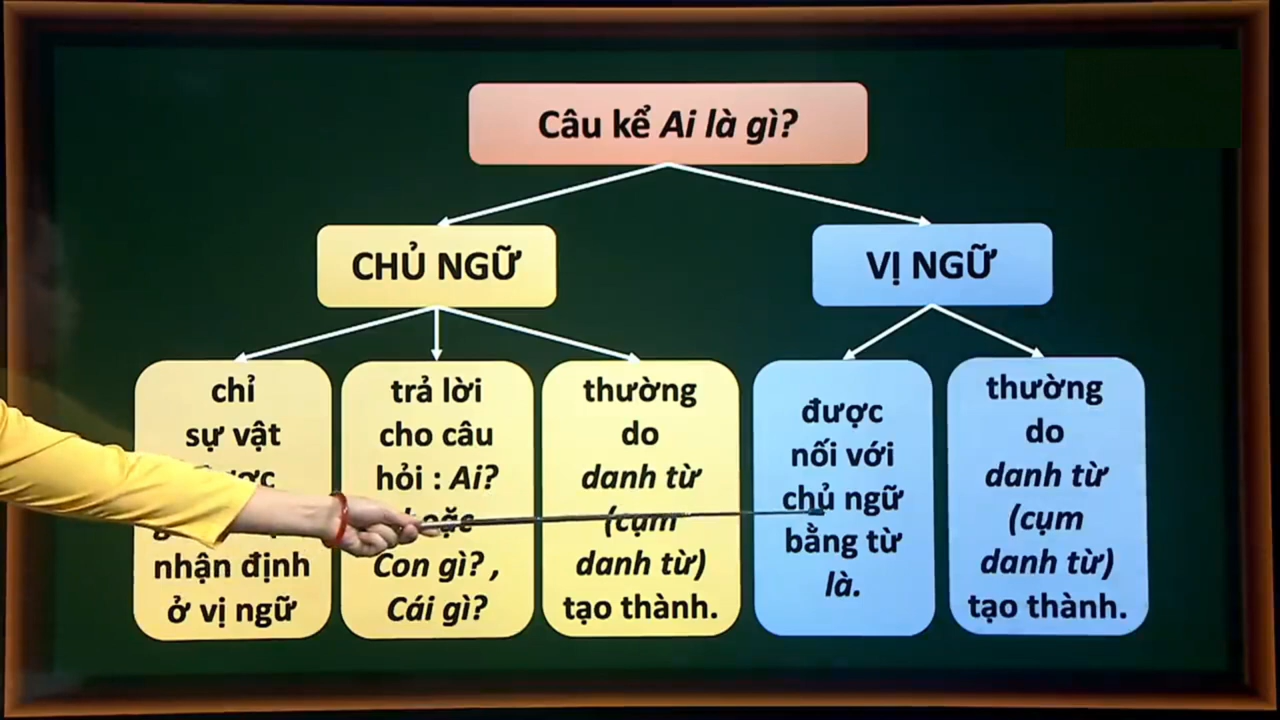 Câu kể Ai là gì?
CHỦ NGỮ
VỊ NGỮ
chỉ
sự vật
nhận định
ở vị ngữ
trả lời
cho câu
hỏi : Ai?
hoặc
Con gì? ,
Cái gì?
thường
do
danh từ
(cụm
danh từ)
tạo thành.
được
nối với
chủ ngữ
bằng từ
là.
thường
do
danh từ
(cụm
danh từ)
tạo thành.